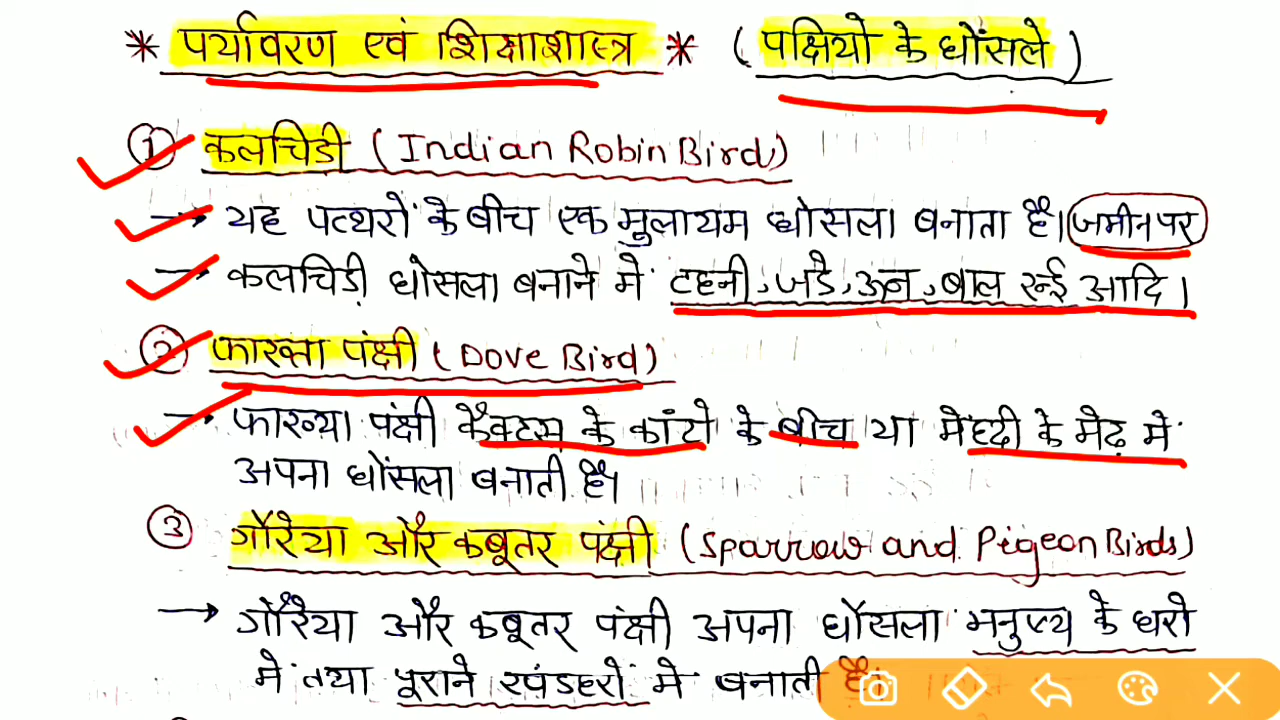 * पर्यावरण एवं शिक्षाशास्त्र * ( पक्षियों के घोंसले )
① कलचिडी ( Indian Robin Bird )
→ यह पत्थरों के बीच एक मुलायम घोसला बनाता है। जमीन पर
→ कलचिडी़ घोसला बनाने में टहनी, जडै, ऊन, बाल रूई आदि।
② फाख्ता पंक्षी ( Dove Bird )
→ फाख्या पंक्षी कैक्टस के कांटो के बीच या मेंहदी के मेढ़ में
अपना घोंसला बनाती है।
③ गौरैया और कबूतर पंक्षी ( Sparrow and Pigeon Birds )
→ गौरैया और कबूतर पंक्षी अपना घोंसला मनुष्य के घरो
में तथा पूराने खंडहरों में बनाती है।